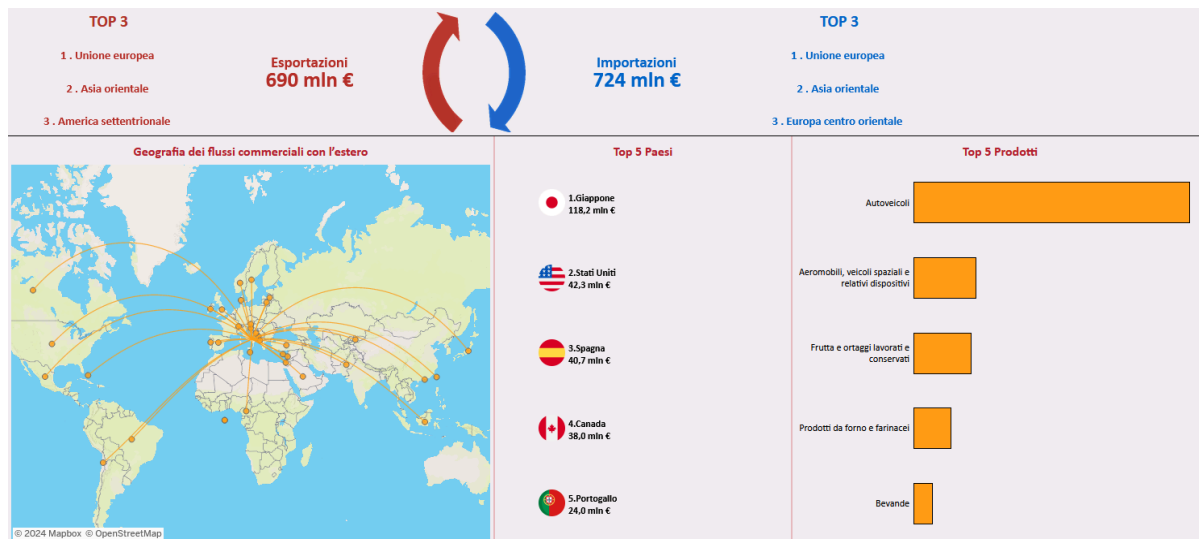 TOP 3
1 . Unione europea
2 . Asia orientale
3 . America settentrionale
Esportazioni
690 mln €
Importazioni
724 mln €
TOP 3
1 . Unione europea
2 . Asia orientale
3 . Europa centro orientale
Geografia dei flussi commerciali con l'estero
© 2024 Mapbox © OpenStreetMap
Top 5 Paesi
1.Giappone
118,2 mln €
2.Stati Uniti
42,3 mln €
3.Spagna
40,7 mln €
4.Canada
38,0 mln €
5.Portogallo
24,0 mln €
Top 5 Prodotti
Autoveicoli
Aeromobili, veicoli spaziali e
relativi dispositivi
Frutta e ortaggi lavorati e
conservati
Prodotti da forno e farinacei
Bevande